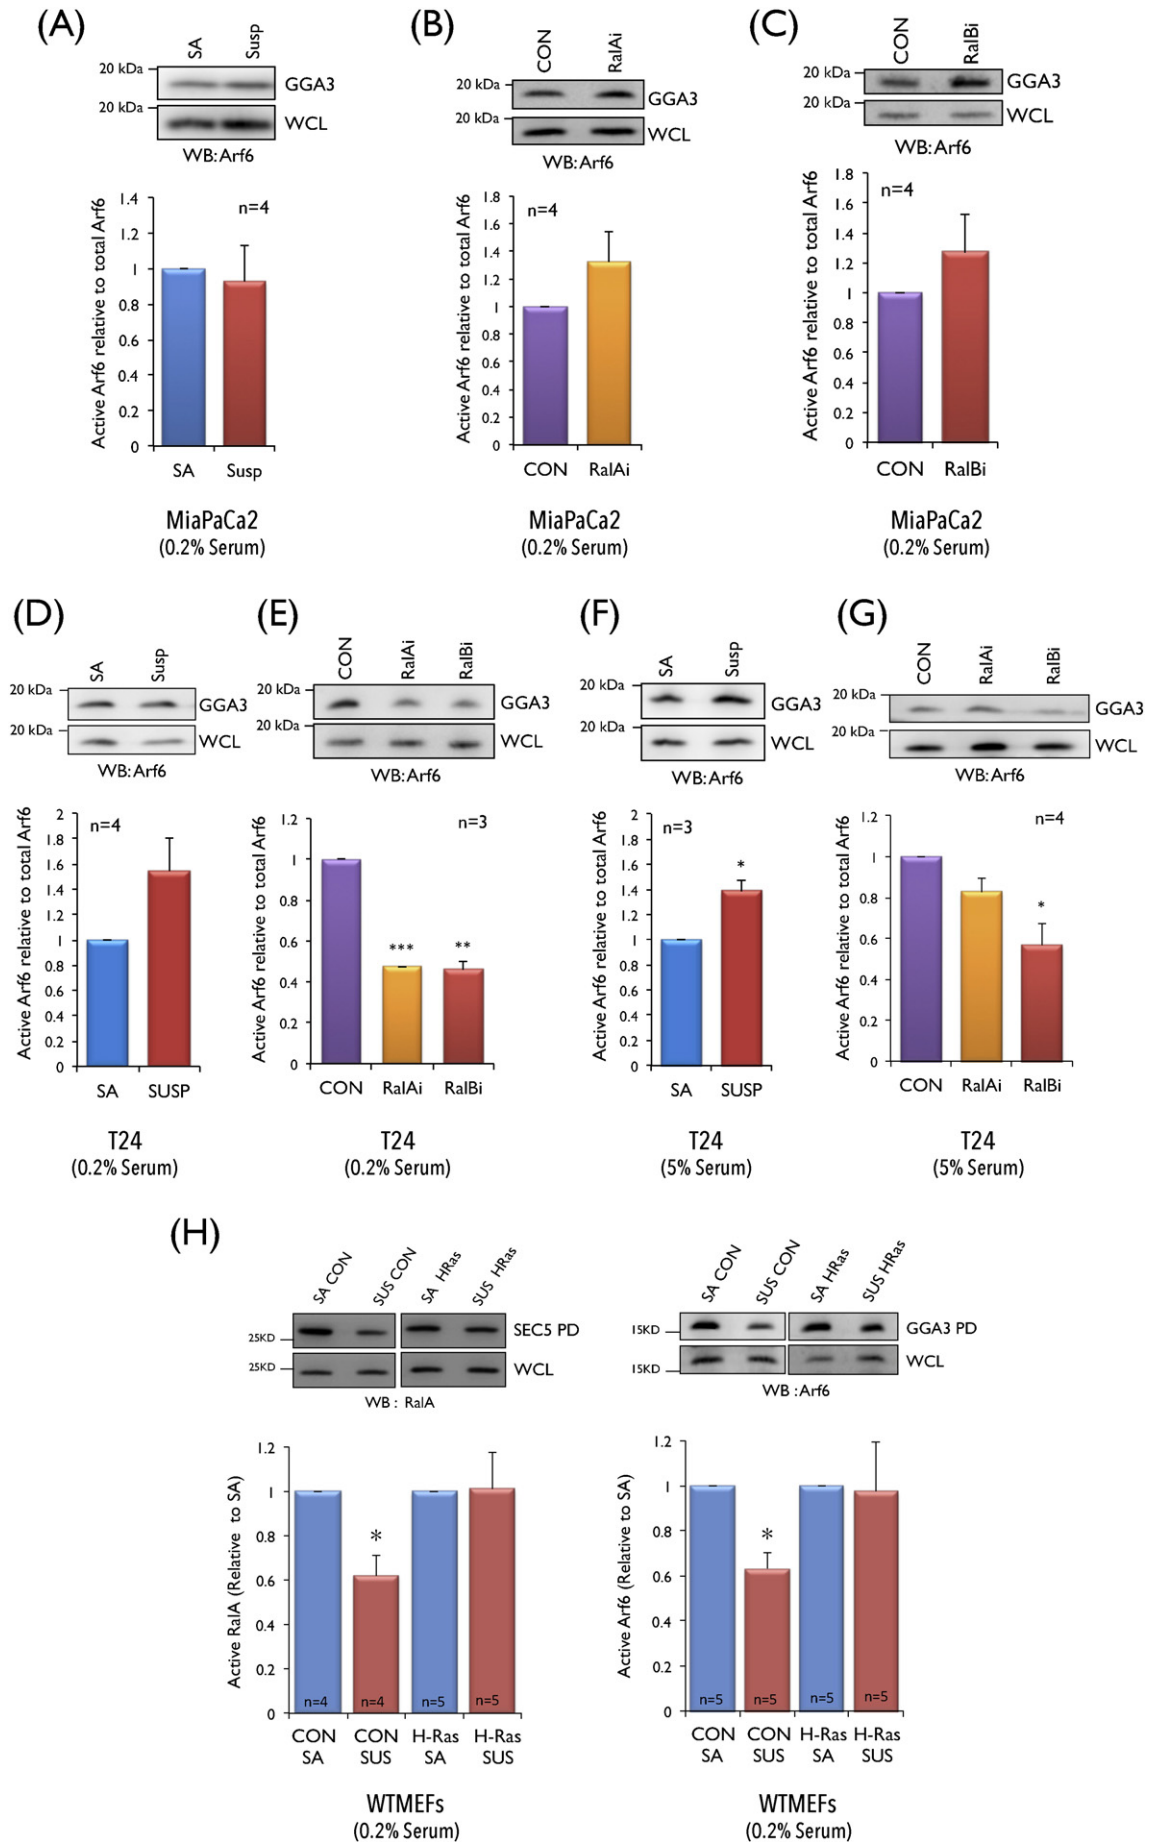 (A)
SA
Susp
20 kDa
GGA3
20 kDa
WCL
WB:Arf6
Active Arf6 relative to total Arf6
1.4
1.2
1
0.8
0.6
0.4
0.2
0
n=4
SA Susp
MiaPaCa2
(0.2% Serum)
(B)
CON
RalAi
20 kDa
GGA3
20 kDa
WCL
WB:Arf6
Active Arf6 relative to total Arf6
1.8
1.6
1.4
1.2
1
0.8
0.6
0.4
0.2
0
n=4
CON RalAi
MiaPaCa2
(0.2% Serum)
(C)
CON
RalBi
20 kDa
GGA3
20 kDa
WCL
WB:Arf6
Active Arf6 relative to total Arf6
1.8
1.6
1.4
1.2
1
0.8
0.6
0.4
0.2
0
n=4
CON RalBi
MiaPaCa2
(0.2% Serum)
(D)
SA
Susp
20 kDa
GGA3
20 kDa
WCL
WB:Arf6
Active Arf6 relative to total Arf6
2
1.8
1.6
1.4
1.2
1
0.8
0.6
0.4
0.2
0
n=4
SA SUSP
T24
(0.2% Serum)
(E)
CON
RalAi
RalBi
20 kDa
GGA3
20 kDa
WCL
WB:Arf6
Active Arf6 relative to total Arf6
1.2
1
0.8
0.6
0.4
0.2
0
n=3
*** **
CON RalAi RalBi
T24
(0.2% Serum)
(F)
SA
Susp
20 kDa
GGA3
20 kDa
WCL
WB:Arf6
Active Arf6 relative to total Arf6
2
1.8
1.6
1.4
1.2
1
0.8
0.6
0.4
0.2
0
n=3
*
SA SUSP
T24
(5% Serum)
(G)
CON
RalAi
RalBi
20 kDa
GGA3
20 kDa
WCL
WB:Arf6
Active Arf6 relative to total Arf6
1.2
1
0.8
0.6
0.4
0.2
0
n=4
*
CON RalAi RalBi
T24
(5% Serum)
(H)
SA CON
SUS CON
SA HRas
SUS HRas
25KD
SEC5 PD
25KD
WCL
WB : RalA
Active RalA (Relative to SA)
1.2
1
0.8
0.6
0.4
0.2
0
*
n=4 n=4 n=5 n=5
CON CON H-Ras H-Ras
SA SUS SA SUS
WTMEFs
(0.2% Serum)
SA CON
SUS CON
SA HRas
SUS HRas
15KD
GGA3 PD
15KD
WCL
WB :Arf6
Active Arf6 (Relative to SA)
1.2
1
0.8
0.6
0.4
0.2
0
*
n=5 n=5 n=5 n=5
CON CON H-Ras H-Ras
SA SUS SA SUS
WTMEFs
(0.2% Serum)